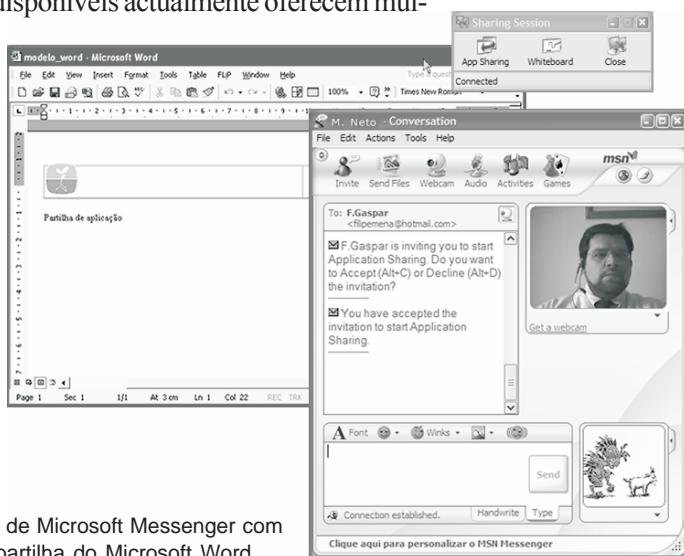 disponíveis actualmente oferecem múl-
Sharing Session
App Sharing Whiteboard Close
Connected
modelo_word - Microsoft Word
File Edit View Insert Format Tools Table FLiP Window Help
100% Times New Roman
Partilha de aplicação
Page 1 Sec 1 1/1 At 3 cm Ln 1 Col 22 REC TRK
M. Neto - Conversation
File Edit Actions Tools Help
msn
Invite Send Files Webcam Audio Activities Games
To: F.Gaspar
<filipemena@hotmail.com>
F.Gaspar is inviting you to start
Application Sharing. Do you want
to Accept (Alt+C) or Decline (Alt+D)
the invitation?
You have accepted the
invitation to start Application
Sharing.
Get a webcam
A Font Winks
Send
Connection established. Handwrite Type
Clique aqui para personalizar o MSN Messenger
de Microsoft Messenger com
partilha do Microsoft Word